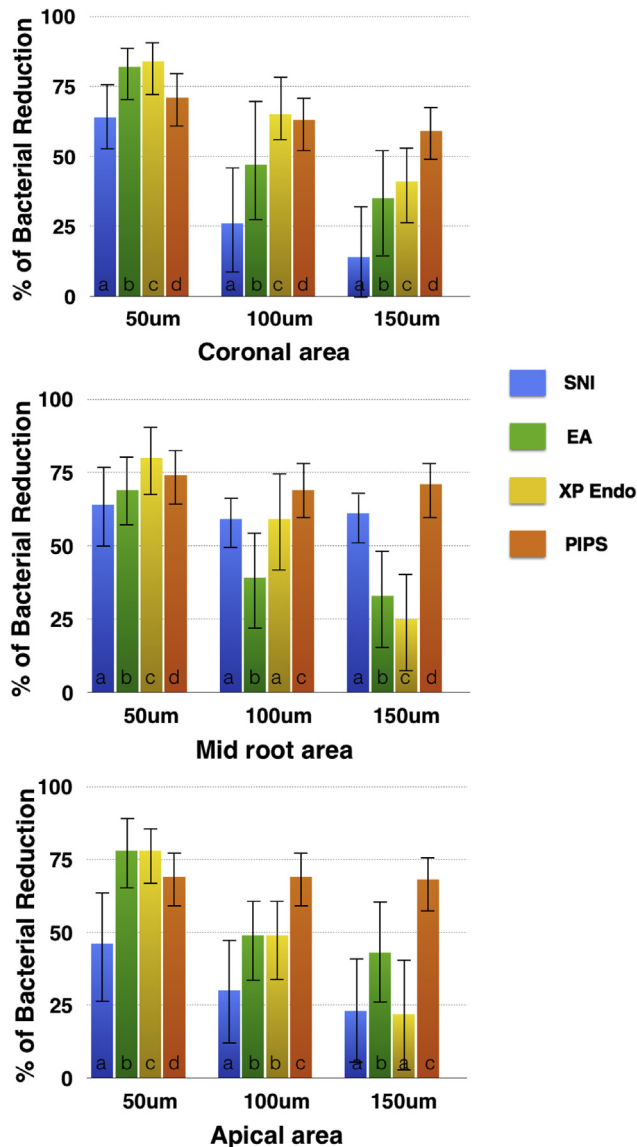 % of Bacterial Reduction
100
75
50
25
0
a b c d a b c d a b c d
50um 100um 150um
Coronal area
SNI
EA
XP Endo
PIPS
% of Bacterial Reduction
100
75
50
25
0
a b c d a b a c a b c d
50um 100um 150um
Mid root area
% of Bacterial Reduction
100
75
50
25
0
a b c d a b b c a b a c
50um 100um 150um
Apical area